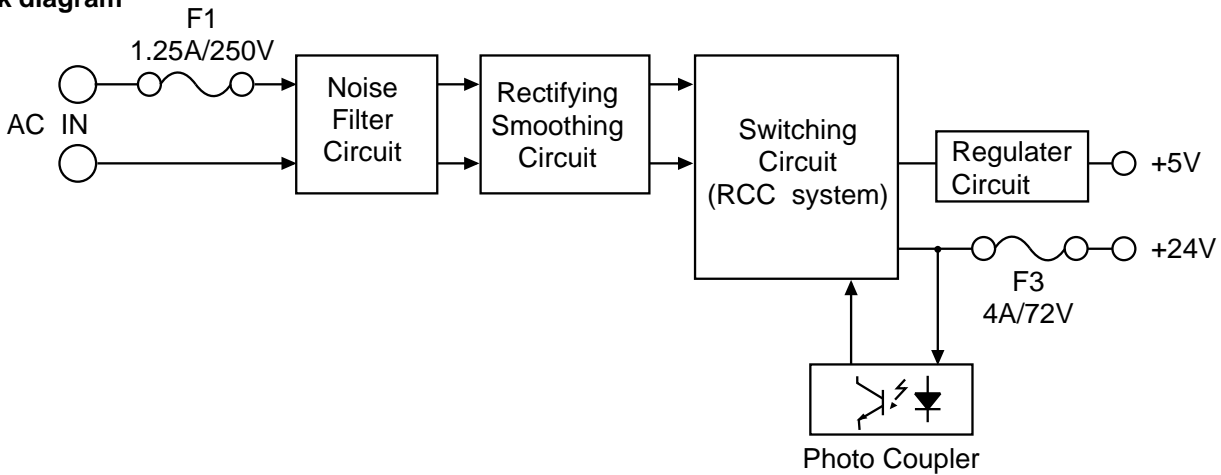 k diagram
F1
1.25A/250V
AC IN
Noise
Filter
Circuit
Rectifying
Smoothing
Circuit
Switching
Circuit
(RCC system)
Regulater
Circuit
+5V
+24V
F3
4A/72V
Photo Coupler